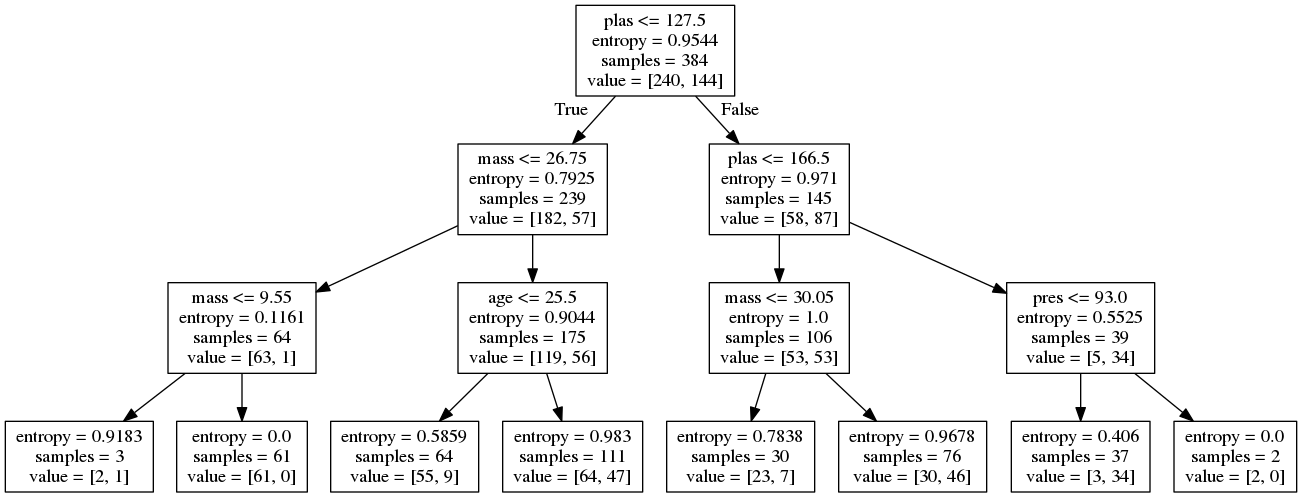 plas <= 127.5
entropy = 0.9544
samples = 384
value = [240, 144]
True
False
mass <= 26.75
entropy = 0.7925
samples = 239
value = [182, 57]
plas <= 166.5
entropy = 0.971
samples = 145
value = [58, 87]
mass <= 9.55
entropy = 0.1161
samples = 64
value = [63, 1]
age <= 25.5
entropy = 0.9044
samples = 175
value = [119, 56]
mass <= 30.05
entropy = 1.0
samples = 106
value = [53, 53]
pres <= 93.0
entropy = 0.5525
samples = 39
value = [5, 34]
entropy = 0.9183
samples = 3
value = [2, 1]
entropy = 0.0
samples = 61
value = [61, 0]
entropy = 0.5859
samples = 64
value = [55, 9]
entropy = 0.983
samples = 111
value = [64, 47]
entropy = 0.7838
samples = 30
value = [23, 7]
entropy = 0.9678
samples = 76
value = [30, 46]
entropy = 0.406
samples = 37
value = [3, 34]
entropy = 0.0
samples = 2
value = [2, 0]